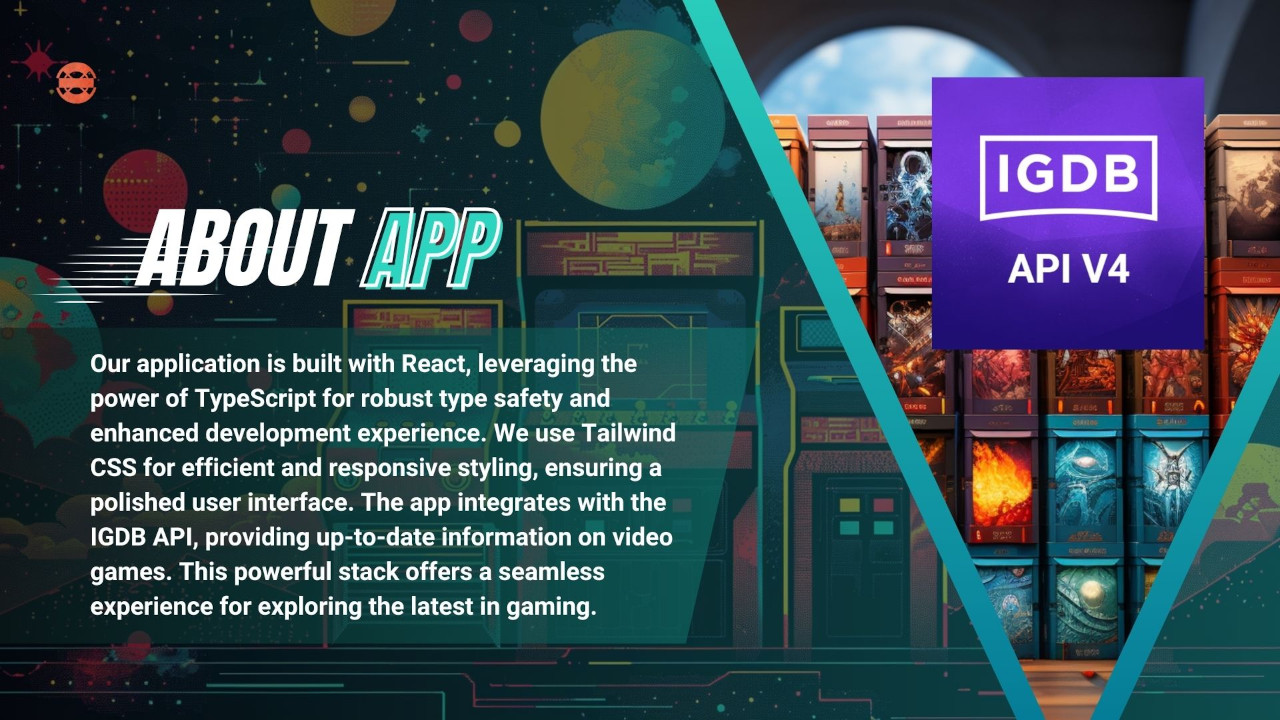 ABOUT APP
Our application is built with React, leveraging the
power of TypeScript for robust type safety and
enhanced development experience. We use Tailwind
CSS for efficient and responsive styling, ensuring a
polished user interface. The app integrates with the
IGDB API, providing up-to-date information on video
games. This powerful stack offers a seamless
experience for exploring the latest in gaming.
IGDB
API V4